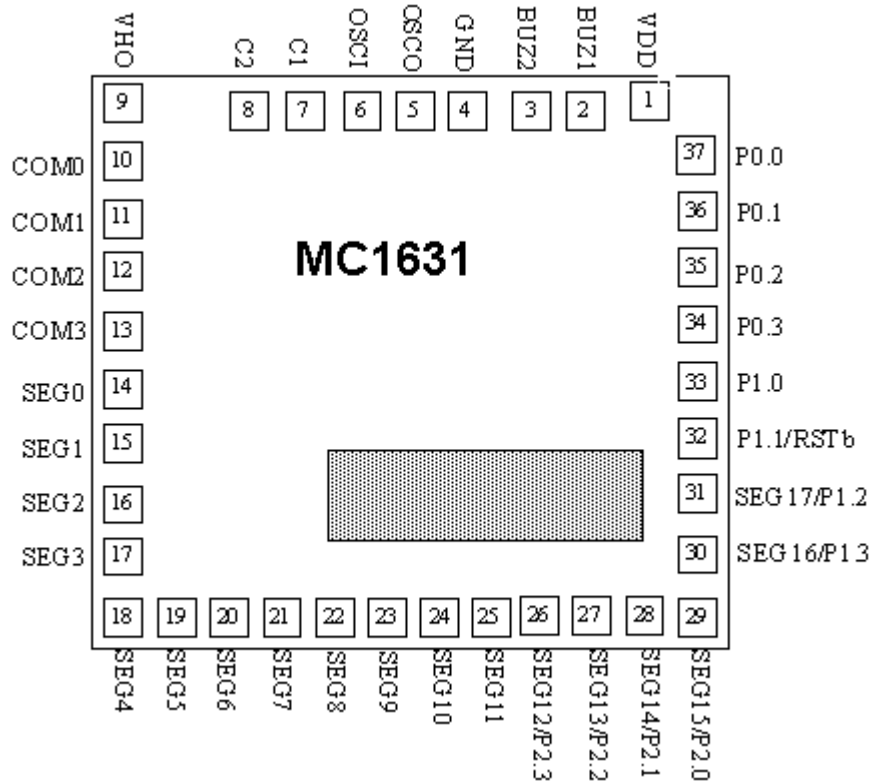 VHO C2 C1 OSCI OSCO GND BUZ2 BUZ1 VDD
9 8 7 6 5 4 3 2 1
COM0 10 37 P0.0
COM1 11 36 P0.1
MC1631
COM2 12 35 P0.2
COM3 13 34 P0.3
SEG0 14 33 P1.0
SEG1 15 32 P1.1/RSTb
SEG2 16 31 SEG17/P1.2
SEG3 17 30 SEG16/P1.3
18 19 20 21 22 23 24 25 26 27 28 29
SEG4 SEG5 SEG6 SEG7 SEG8 SEG9 SEG10 SEG11 SEG12/P2.3 SEG13/P2.2 SEG14/P2.1 SEG15/P2.0